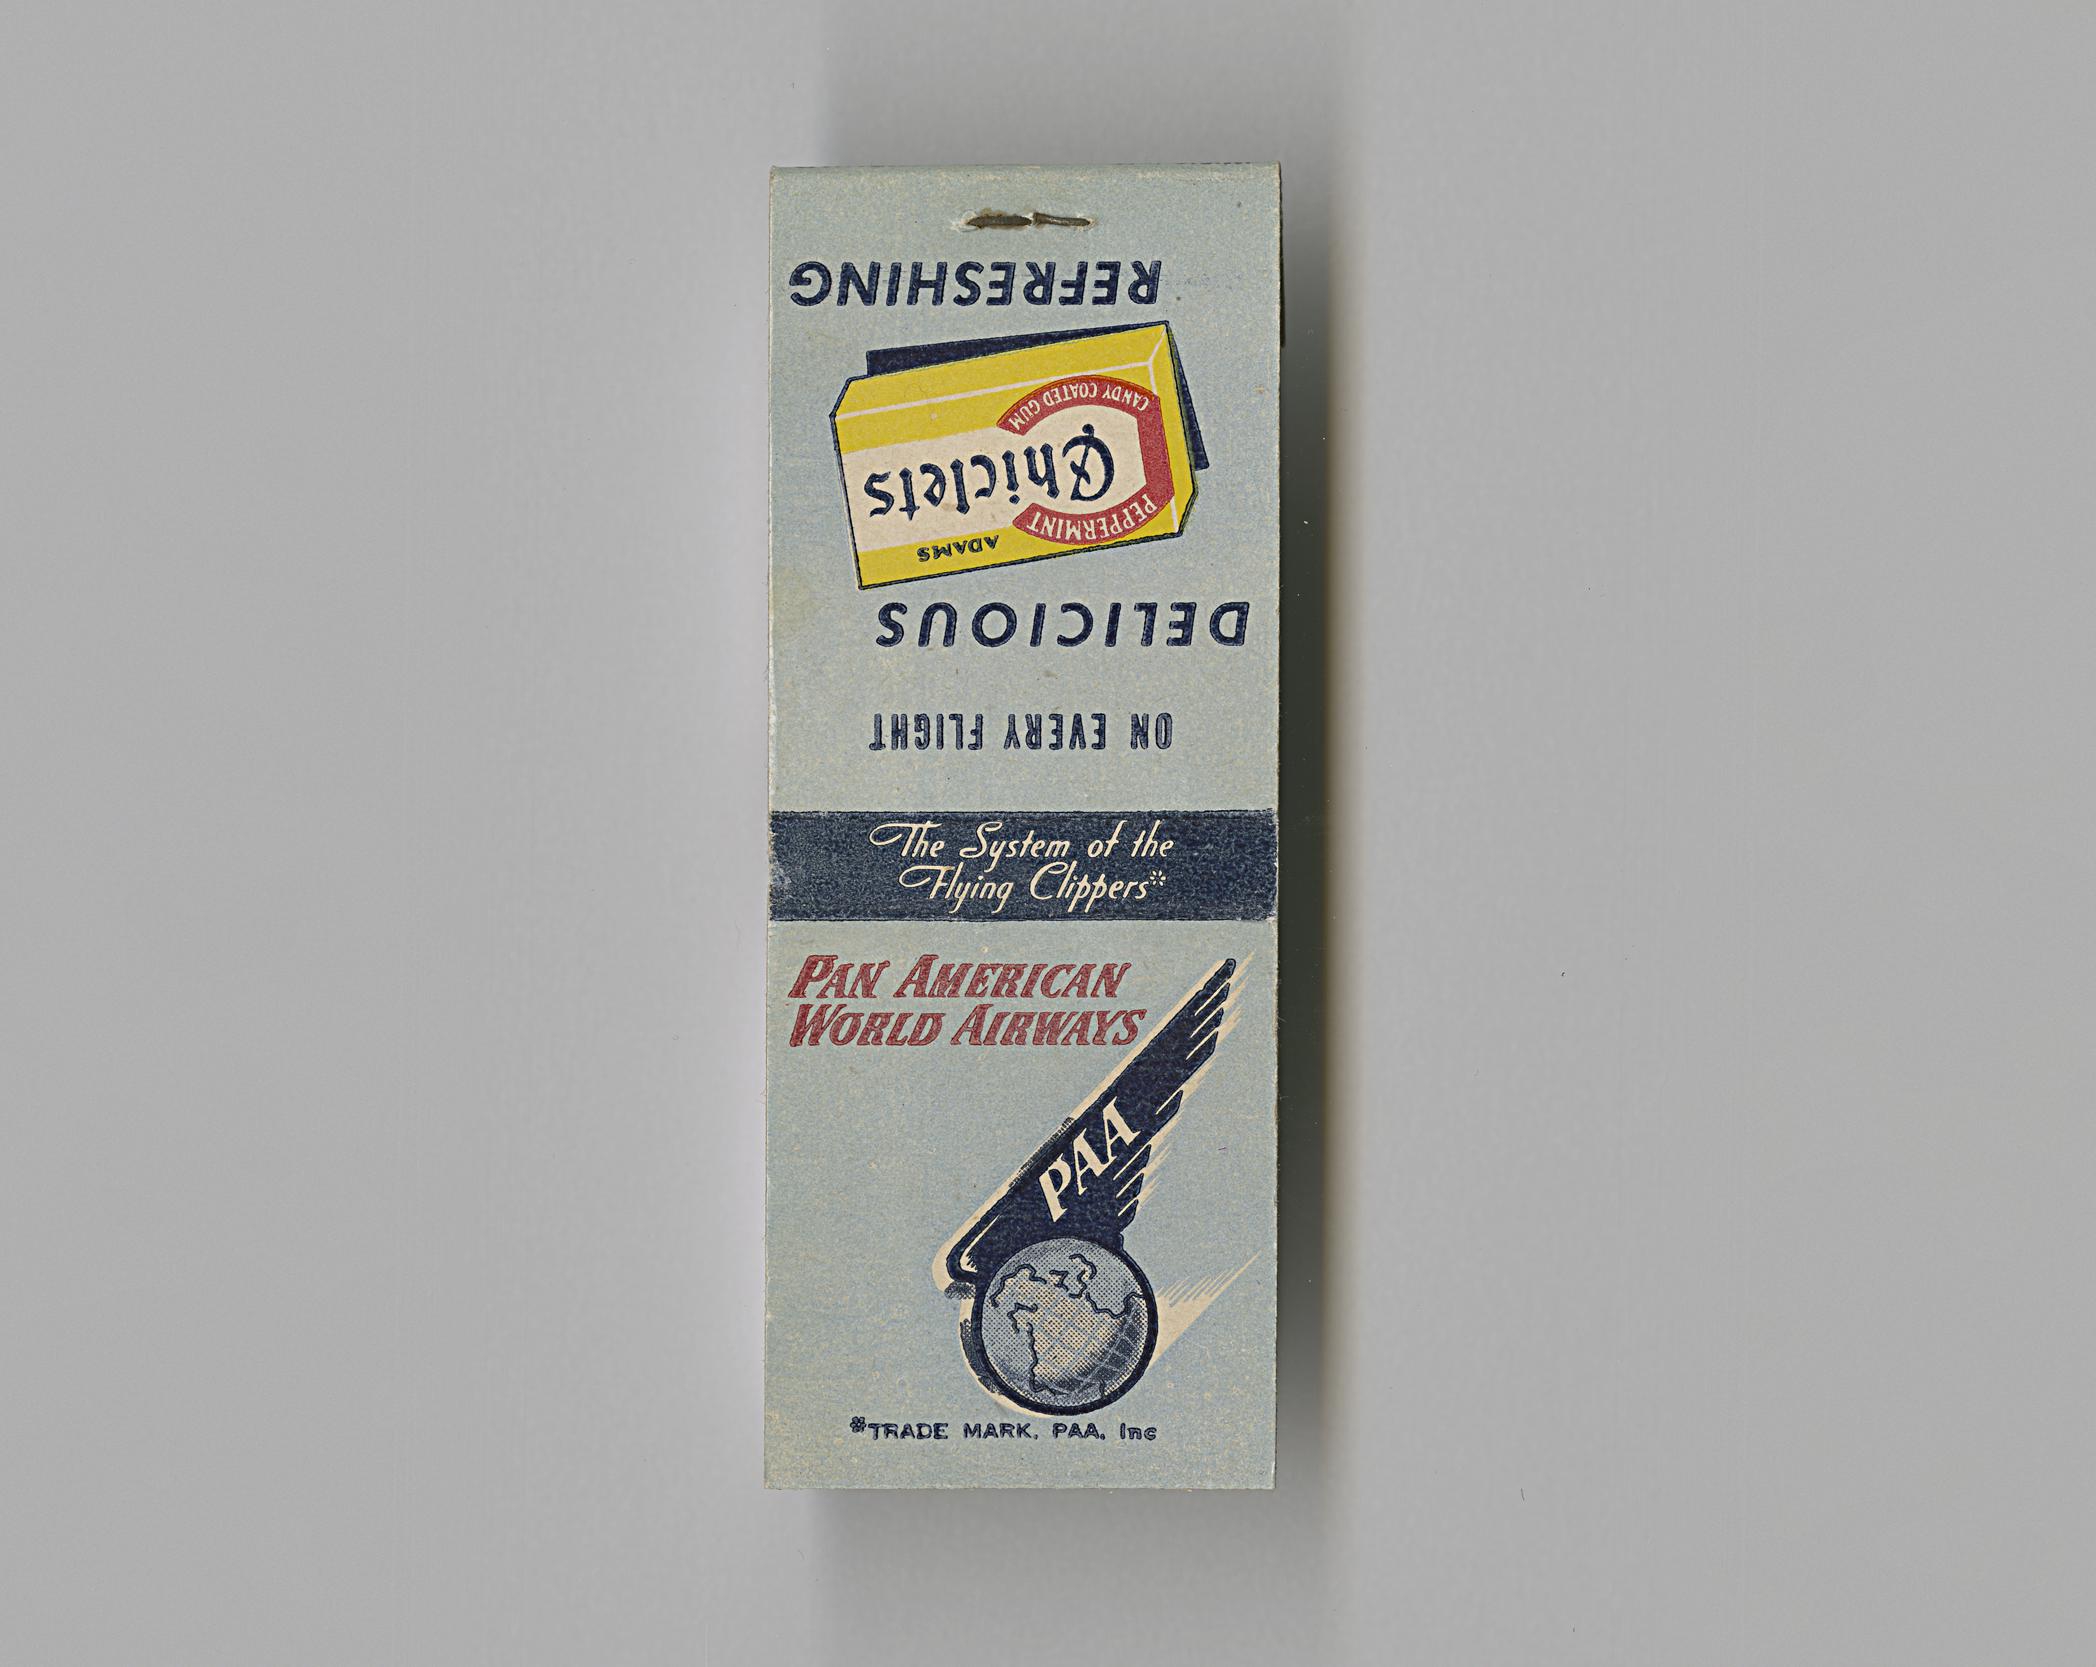 The System of the
Flying Clippers*
PAN AMERICAN
WORLD AIRWAYS
PAA
*TRADE MARK, PAA, Inc
ON EVERY FLIGHT
DELICIOUS
ADAMS
PEPPERMINT
Chiclets
CANDY COATED GUM
REFRESHING